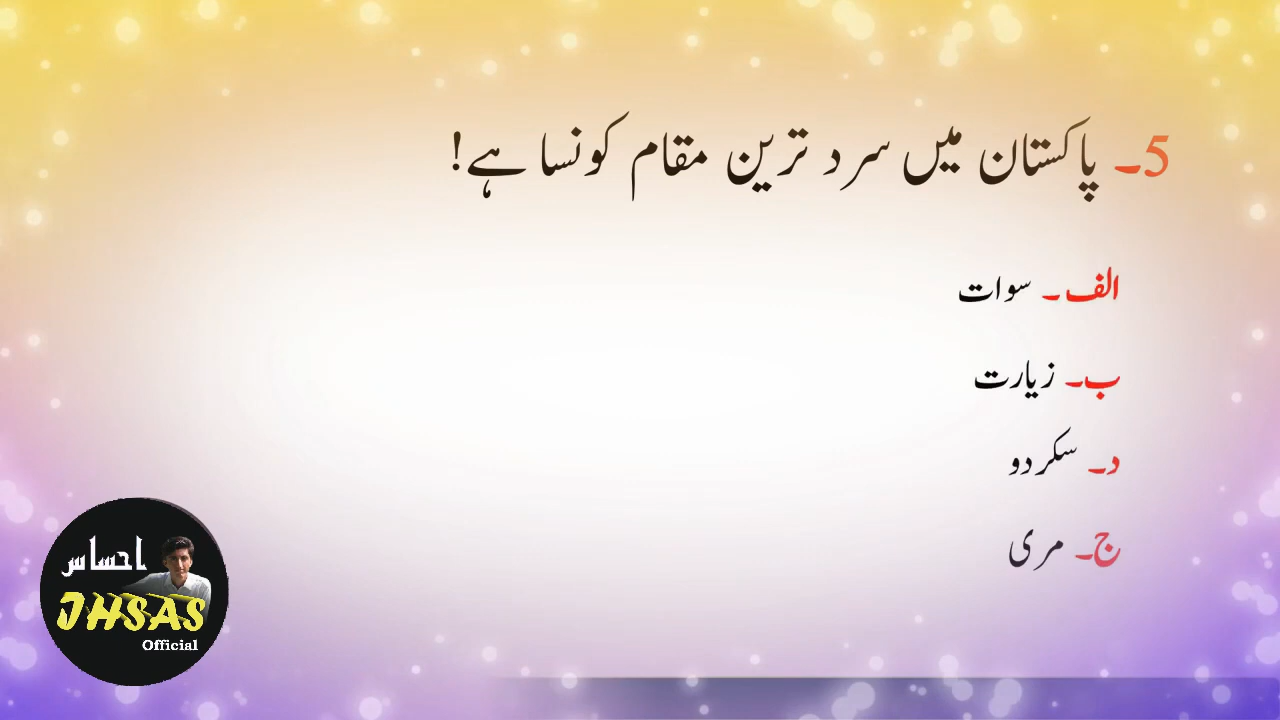 5۔ پاکستان میں سرد ترین مقام کونسا ہے!
الف۔ سوات
ب۔ زیارت
د۔ سکردو
ج۔ مری
احساس
IHSAS
Official